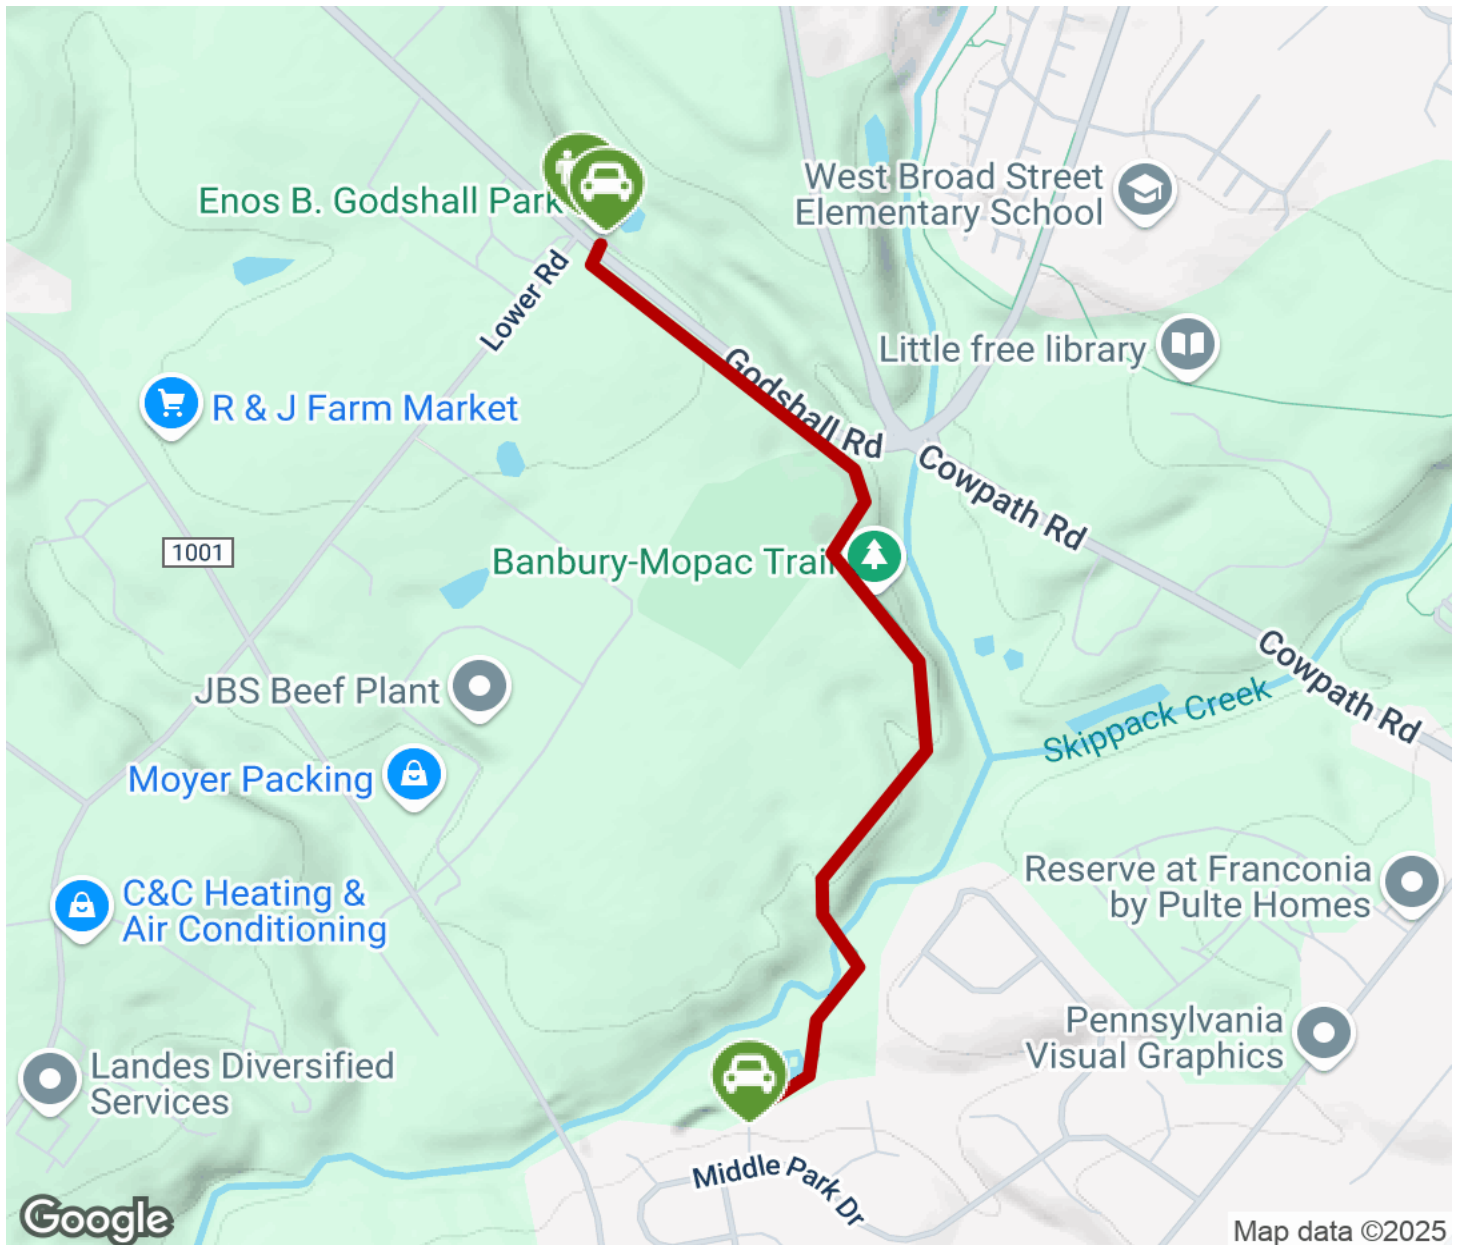 West Broad Street
Elementary School
Enos B. Godshall Park
Lower Rd
Little free library
Godshall Rd
R & J Farm Market
Cowpath Rd
1001
Banbury-Mopac Trail
Cowpath Rd
JBS Beef Plant
Skippack Creek
Moyer Packing
Reserve at Franconia
by Pulte Homes
C&C Heating &
Air Conditioning
Pennsylvania
Visual Graphics
Landes Diversified
Services
Middle Park Dr
Google
Map data ©2025